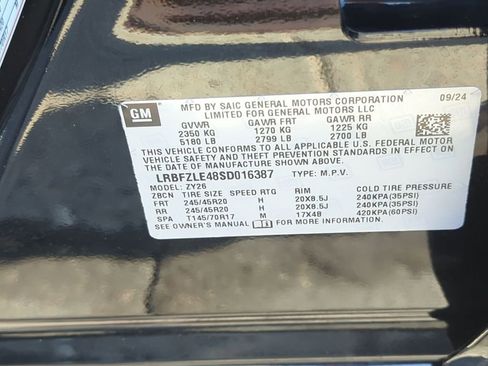 GM
MFD BY SAIC GENERAL MOTORS CORPORATION 09/24
LIMITED FOR GENERAL MOTORS LLC
GVWR GAWR FRT GAWR RR
2350 KG 1270 KG 1225 KG
5180 LB 2799 LB 2700 LB
THIS VEHICLE CONFORMS TO ALL APPLICABLE U.S. FEDERAL MOTOR
VEHICLE SAFETY AND THEFT PREVENTION STANDARDS IN EFFECT ON
THE DATE OF MANUFACTURE SHOWN ABOVE.
LRBFZLE48SD016387 TYPE: M.P.V.
MODEL: ZY26
ZBCN TIRE SIZE SPEED RTG RIM COLD TIRE PRESSURE
FRT 245/45R20 H 20X8.5J 240KPA(35PSI)
RR 245/45R20 H 20X8.5J 240KPA(35PSI)
SPA T145/70R17 M 17X4B 420KPA(60PSI)
SEE OWNER'S MANUAL FOR MORE INFORMATION